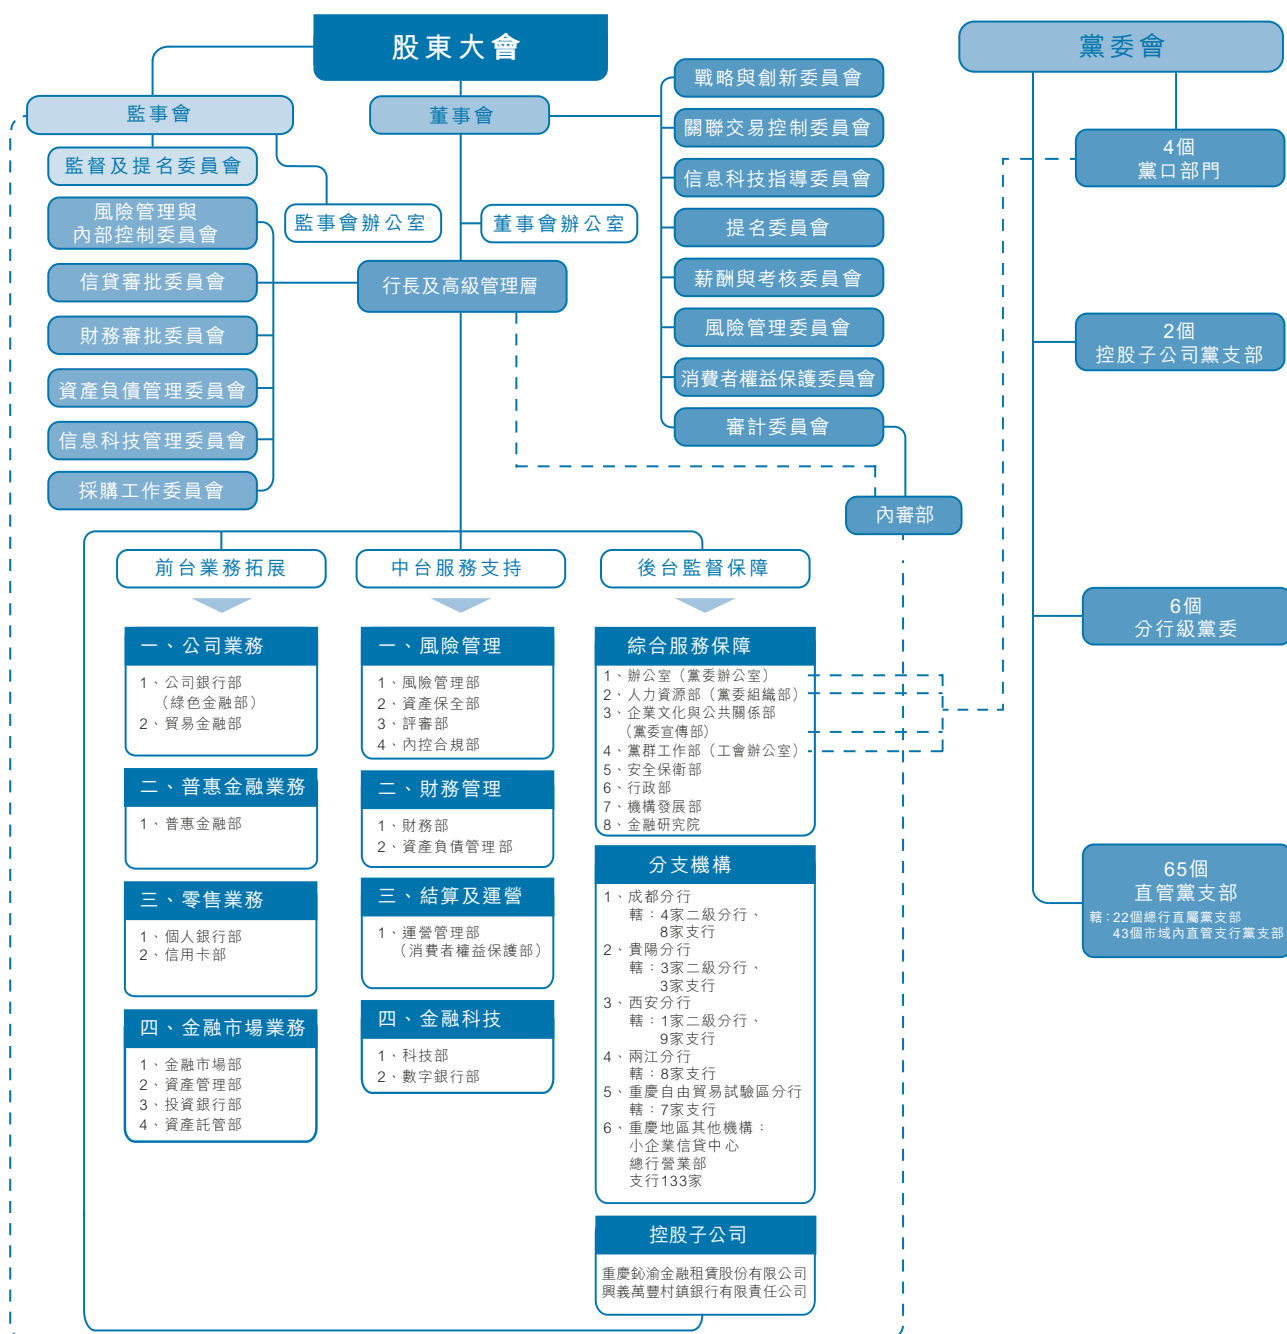 股東大會
黨委會
監事會
董事會
監督及提名委員會
監事會辦公室
董事會辦公室
風險管理與
內部控制委員會
信貸審批委員會
財務審批委員會
資產負債管理委員會
信息科技管理委員會
採購工作委員會
行長及高級管理層
戰略與創新委員會
關聯交易控制委員會
信息科技指導委員會
提名委員會
薪酬與考核委員會
風險管理委員會
消費者權益保護委員會
審計委員會
內審部
4個
黨口部門
2個
控股子公司黨支部
6個
分行級黨委
65個
直管黨支部
轄：22個總行直屬黨支部
43個市域內直管支行黨支部
前台業務拓展
一、公司業務
1、公司銀行部
（綠色金融部）
2、貿易金融部
二、普惠金融業務
1、普惠金融部
三、零售業務
1、個人銀行部
2、信用卡部
四、金融市場業務
1、金融市場部
2、資產管理部
3、投資銀行部
4、資產託管部
中台服務支持
一、風險管理
1、風險管理部
2、資產保全部
3、評審部
4、內控合規部
二、財務管理
1、財務部
2、資產負債管理部
三、結算及運營
1、運營管理部
（消費者權益保護部）
四、金融科技
1、科技部
2、數字銀行部
後台監督保障
綜合服務保障
1、辦公室（黨委辦公室）
2、人力資源部（黨委組織部）
3、企業文化與公共關係部
（黨委宣傳部）
4、黨群工作部（工會辦公室）
5、安全保衛部
6、行政部
7、機構發展部
8、金融研究院
分支機構
1、成都分行
轄：4家二級分行、
8家支行
2、貴陽分行
轄：3家二級分行、
3家支行
3、西安分行
轄：1家二級分行、
9家支行
4、兩江分行
轄：8家支行
5、重慶自由貿易試驗區分行
轄：7家支行
6、重慶地區其他機構：
小企業信貸中心
總行營業部
支行133家
控股子公司
重慶鈊渝金融租賃股份有限公司
興義萬豐村鎮銀行有限責任公司